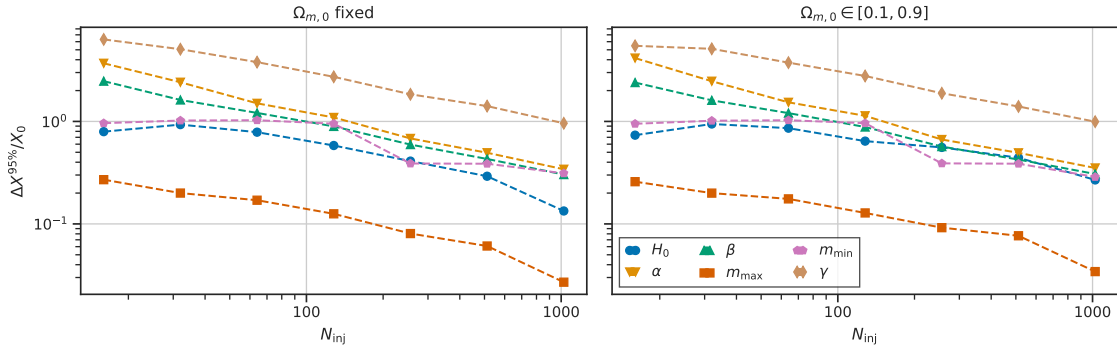 Ω_{m,0} fixed
Ω_{m,0} ∈ [0.1, 0.9]
ΔX^{95%}/X_0
10^0
10^{-1}
H_0
α
β
m_max
m_min
γ
100
1000
100
1000
N_inj
N_inj